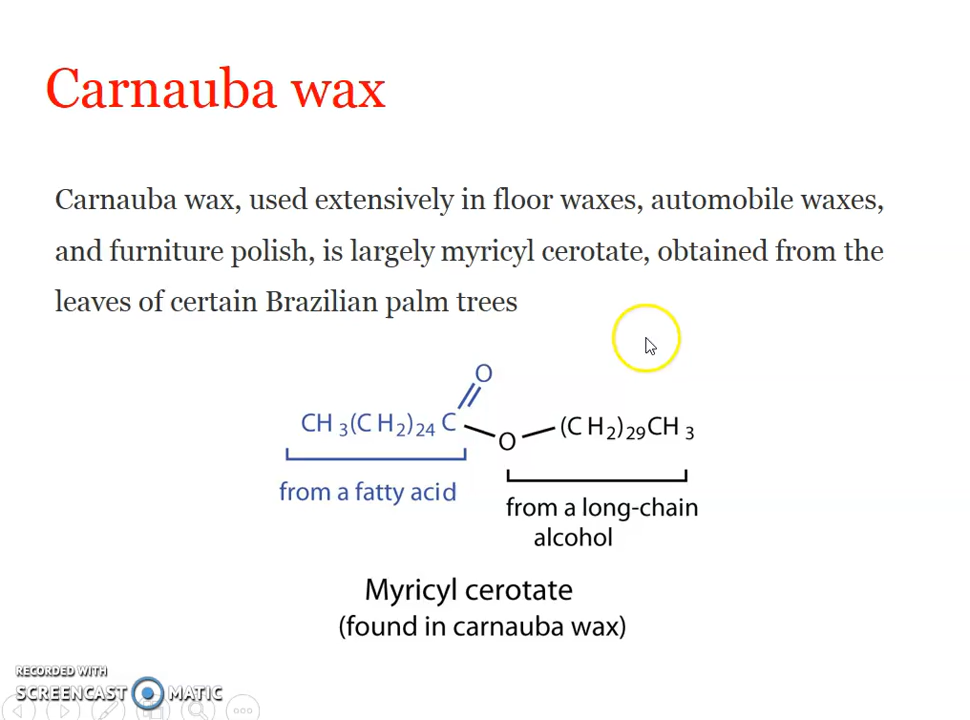 Carnauba wax
Carnauba wax, used extensively in floor waxes, automobile waxes,
and furniture polish, is largely myricyl cerotate, obtained from the
leaves of certain Brazilian palm trees
O
CH 3(C H2)24 C
O
(C H2)29CH 3
from a fatty acid
from a long-chain
alcohol
Myricyl cerotate
(found in carnauba wax)
RECORDED WITH
SCREENCAST MATIC